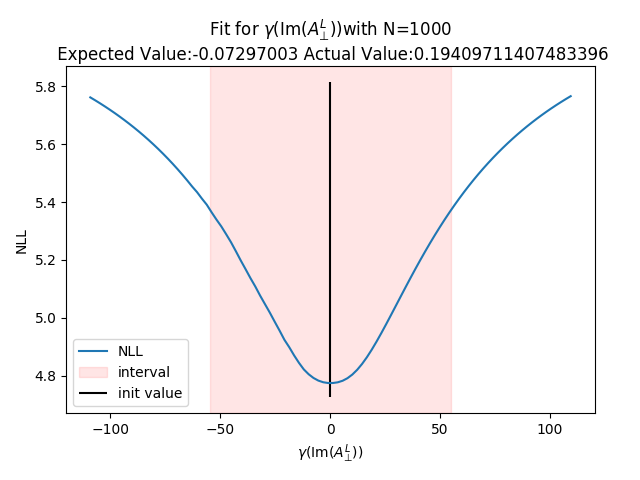 Fit for γ(Im(A⊥^L))with N=1000
Expected Value:-0.07297003 Actual Value:0.19409711407483396
5.8
5.6
5.4
5.2
5.0
4.8
NLL
NLL
interval
init value
−100
−50
0
50
100
γ(Im(A⊥^L))